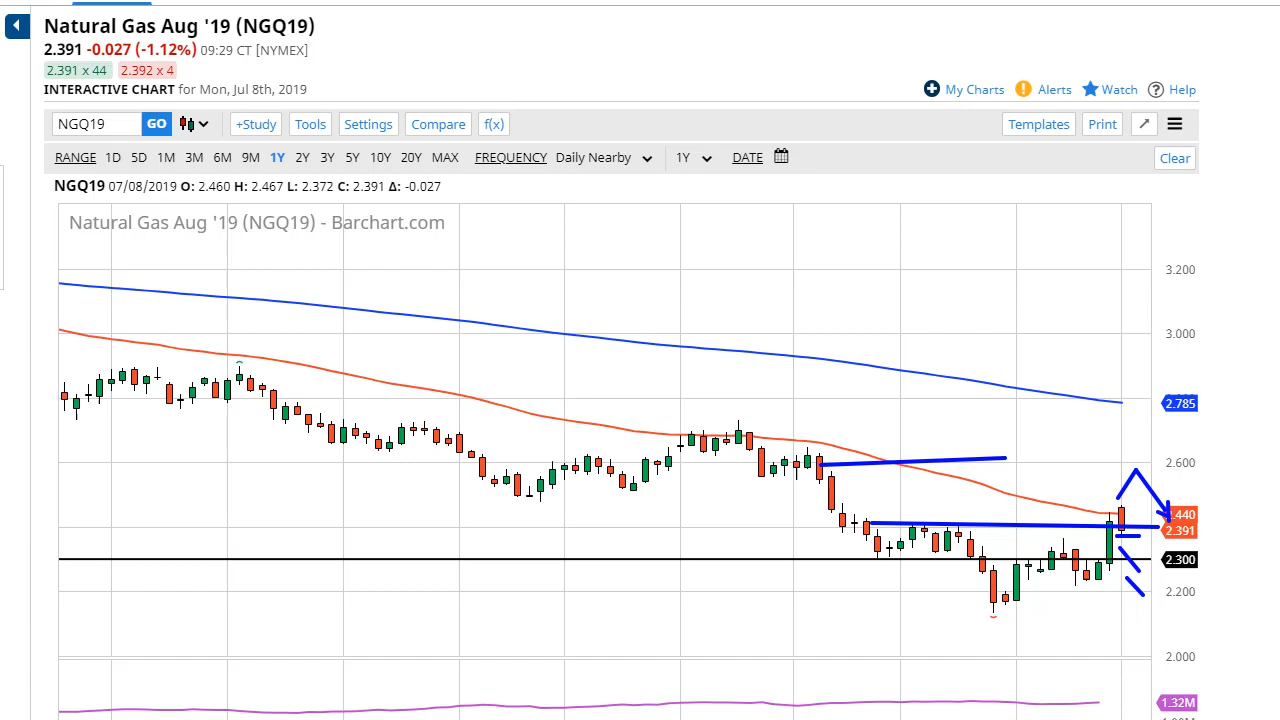 Natural Gas Aug '19 (NGQ19)
2.391 -0.027 (-1.12%) 09:29 CT [NYMEX]
2.391 x 44 2.392 x 4
INTERACTIVE CHART for Mon, Jul 8th, 2019
My Charts Alerts Watch Help
NGQ19 GO +Study Tools Settings Compare f(x) Templates Print
RANGE 1D 5D 1M 3M 6M 9M 1Y 2Y 3Y 5Y 10Y 20Y MAX FREQUENCY Daily Nearby 1Y DATE Clear
NGQ19 07/08/2019 O: 2.460 H: 2.467 L: 2.372 C: 2.391 Δ: -0.027
Natural Gas Aug '19 (NGQ19) - Barchart.com
3.200
3.000
2.785
2.600
2.440
2.391
2.300
2.200
2.000
1.32M